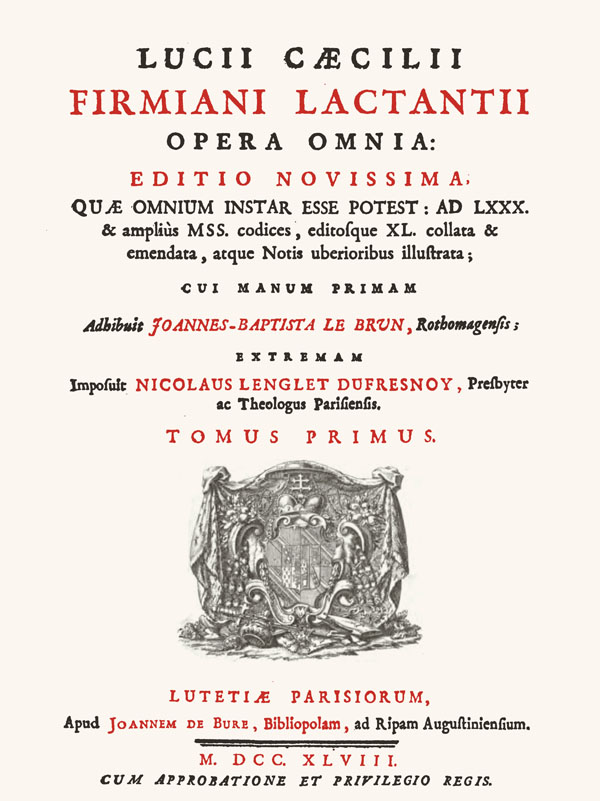 LUCII CÆCILII
FIRMIANI LACTANTII
OPERA OMNIA:
EDITIO NOVISSIMA,
QUÆ OMNIUM INSTAR ESSE POTEST: AD LXXX.
& ampliùs MSS. codices, editoſque XL. collata &
emendata, atque Notis uberioribus illuſtrata;
CUI MANUM PRIMAM
Adhibuit JOANNES-BAPTISTA LE BRUN, Rothomagenſis;
EXTREMAM
Impoſuit NICOLAUS LENGLET DUFRESNOY, Preſbyter
ac Theologus Pariſienſis.
TOMUS PRIMUS.
LUTETIÆ PARISIORUM,
Apud JOANNEM DE BURE, Bibliopolam, ad Ripam Auguſtinienſium.
M. DCC. XLVIII.
CUM APPROBATIONE ET PRIVILEGIO REGIS.